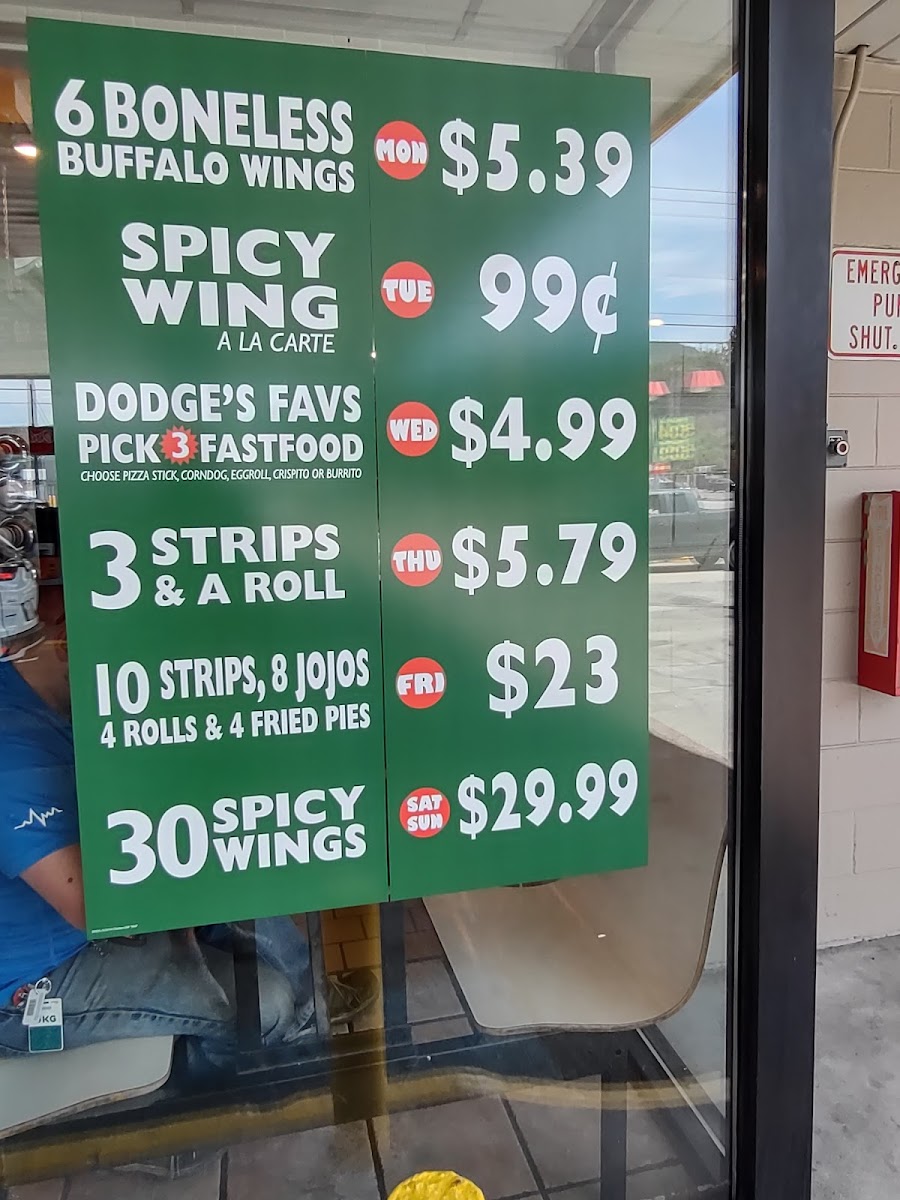 6 BONELESS
BUFFALO WINGS
MON
$5.39
SPICY
WING
A LA CARTE
TUE
99¢
DODGE'S FAVS
PICK 3 FASTFOOD
CHOOSE PIZZA STICK, CORNDOG, EGGROLL, CRISPITO OR BURRITO
WED
$4.99
3 STRIPS
& A ROLL
THU
$5.79
10 STRIPS, 8 JOJOS
4 ROLLS & 4 FRIED PIES
FRI
$23
30 SPICY
WINGS
SAT
SUN
$29.99
EMERG
PU
SHUT
KG